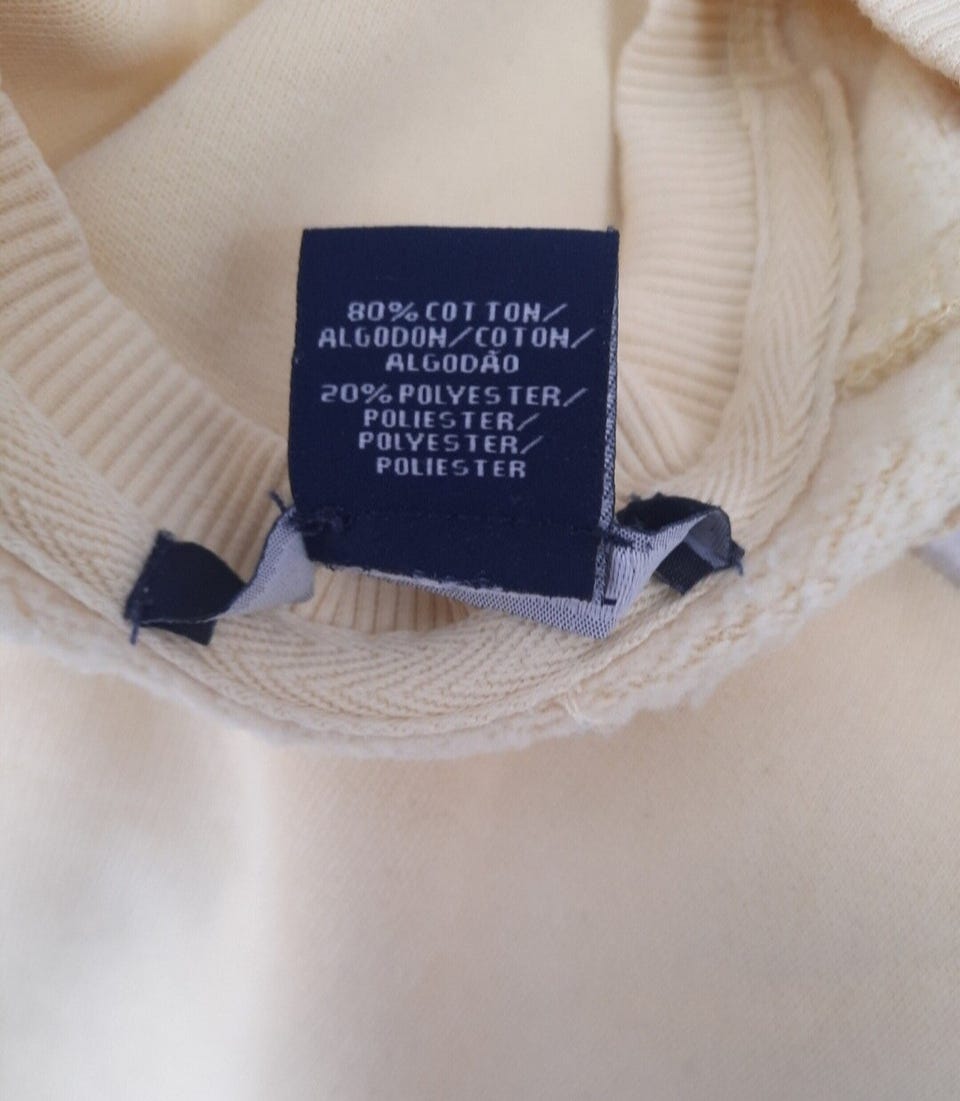 80% COTTON/
ALGODON/COTON/
ALGODÃO
20% POLYESTER/
POLIESTER/
POLYESTER/
POLIESTER